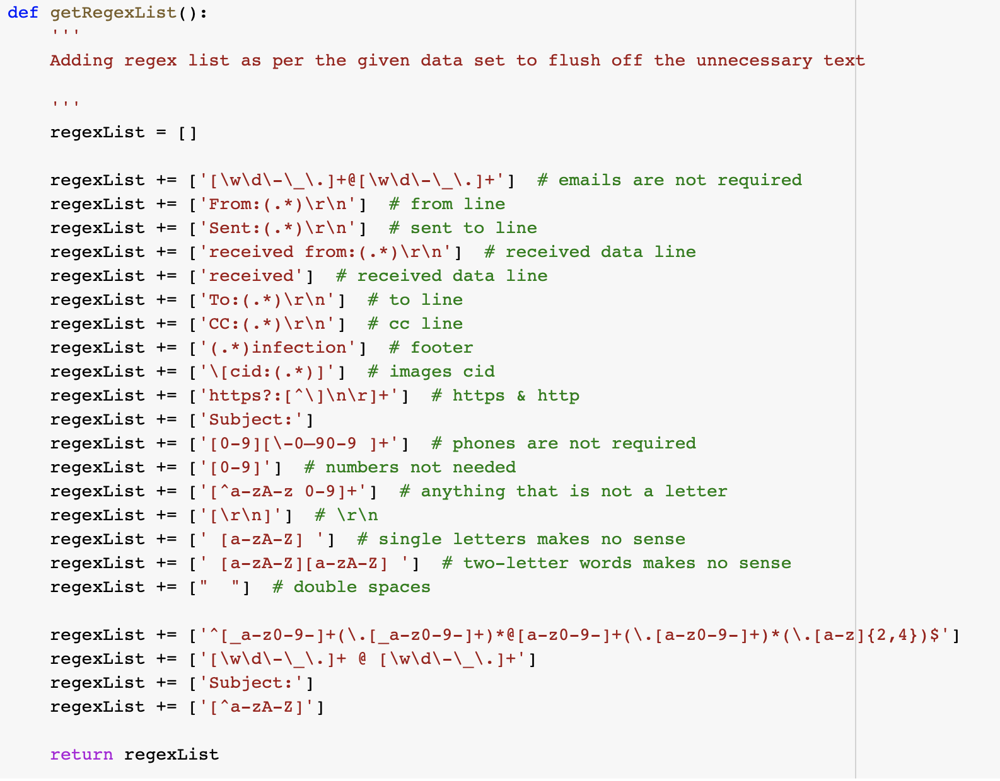 def getRegexList():
    '''
    Adding regex list as per the given data set to flush off the unnecessary text

    '''
    regexList = []

    regexList += ['[\w\d\-\_\.]+@[\w\d\-\_\.]+']  # emails are not required
    regexList += ['From:(.*)\r\n']  # from line
    regexList += ['Sent:(.*)\r\n']  # sent to line
    regexList += ['received from:(.*)\r\n']  # received data line
    regexList += ['received']  # received data line
    regexList += ['To:(.*)\r\n']  # to line
    regexList += ['CC:(.*)\r\n']  # cc line
    regexList += ['(.*)infection']  # footer
    regexList += ['\[cid:(.*)]']  # images cid
    regexList += ['https?:[^\]\n\r]+']  # https & http
    regexList += ['Subject:']
    regexList += ['[0-9][\-0–90-9 ]+']  # phones are not required
    regexList += ['[0-9]']  # numbers not needed
    regexList += ['[^a-zA-z 0-9]+']  # anything that is not a letter
    regexList += ['[\r\n]']  # \r\n
    regexList += [' [a-zA-Z] ']  # single letters makes no sense
    regexList += [' [a-zA-Z][a-zA-Z] ']  # two-letter words makes no sense
    regexList += ["  "]  # double spaces

    regexList += ['^[_a-z0-9-]+(\.[_a-z0-9-]+)*@[a-z0-9-]+(\.[a-z0-9-]+)*(\.[a-z]{2,4})$']
    regexList += ['[\w\d\-\_\.]+ @ [\w\d\-\_\.]+']
    regexList += ['Subject:']
    regexList += ['[^a-zA-Z]']

    return regexList